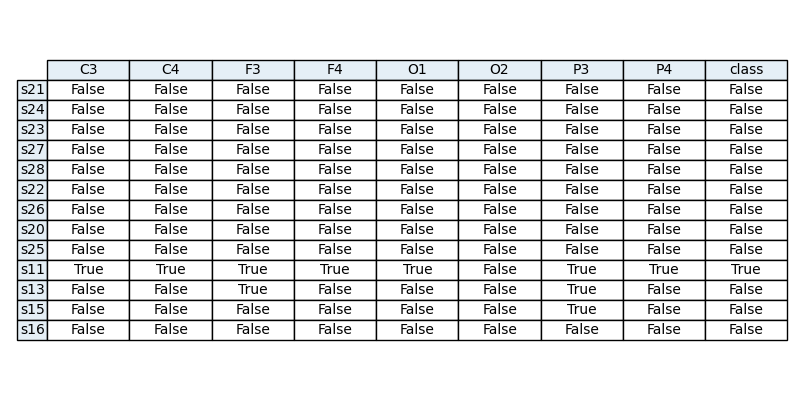 C3 C4 F3 F4 O1 O2 P3 P4 class
s21 False False False False False False False False False
s24 False False False False False False False False False
s23 False False False False False False False False False
s27 False False False False False False False False False
s28 False False False False False False False False False
s22 False False False False False False False False False
s26 False False False False False False False False False
s20 False False False False False False False False False
s25 False False False False False False False False False
s11 True True True True True False True True True
s13 False False True False False False True False False
s15 False False False False False False True False False
s16 False False False False False False False False False